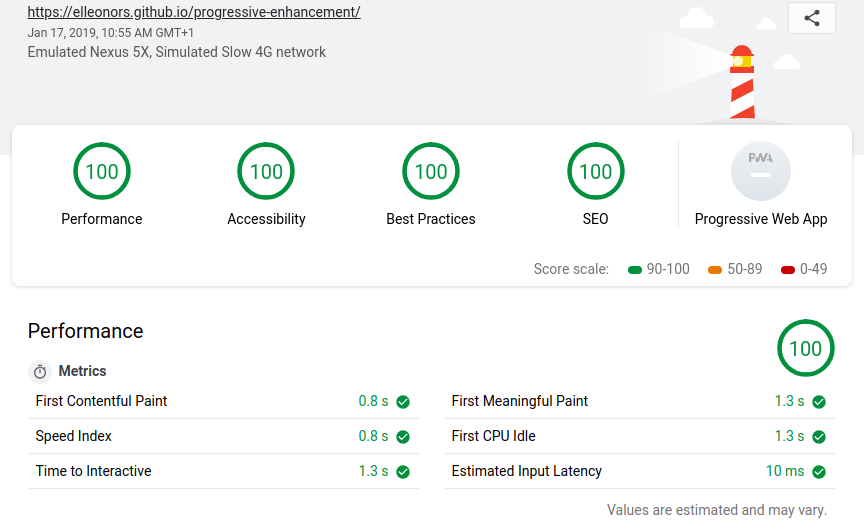 https://elleonors.github.io/progressive-enhancement/
Jan 17, 2019, 10:55 AM GMT+1
Emulated Nexus 5X, Simulated Slow 4G network
100 100 100 100 PWA
Performance Accessibility Best Practices SEO Progressive Web App
Score scale: 90-100 50-89 0-49
Performance 100
Metrics
First Contentful Paint 0.8 s First Meaningful Paint 1.3 s
Speed Index 0.8 s First CPU Idle 1.3 s
Time to Interactive 1.3 s Estimated Input Latency 10 ms
Values are estimated and may vary.